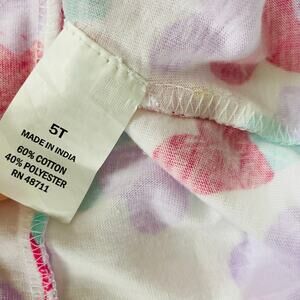 5T
MADE IN INDIA
60% COTTON
40% POLYESTER
RN 48711